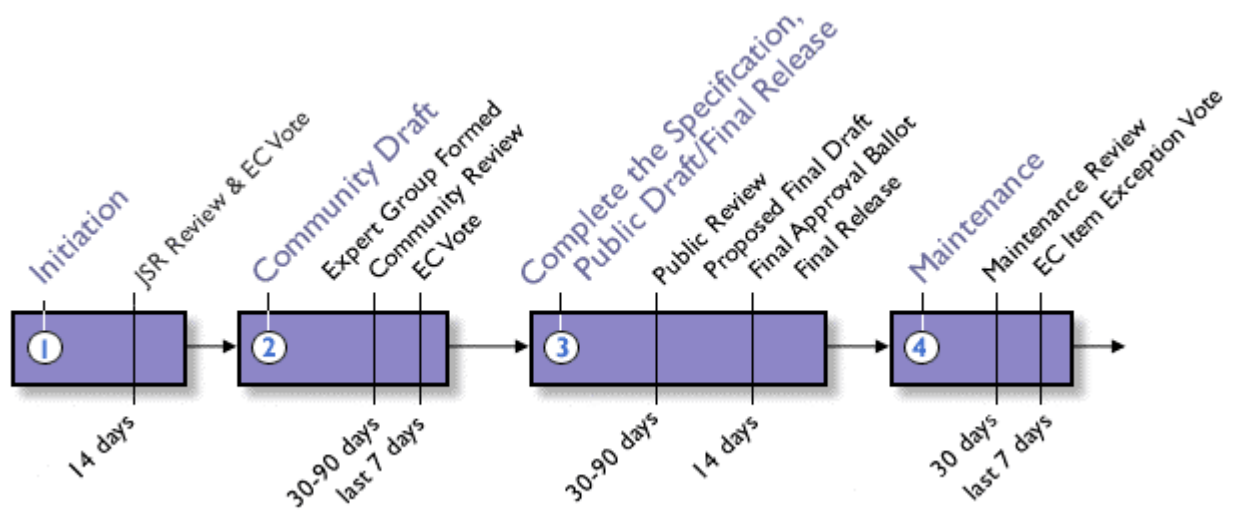 Initiation
JSR Review & EC Vote
Community Draft
Expert Group Formed
Community Review
EC Vote
Complete the Specification,
Public Draft/Final Release
Public Review
Proposed Final Draft
Final Approval Ballot
Final Release
Maintenance
Maintenance Review
EC Item Exception Vote
1
2
3
4
14 days
30-90 days
last 7 days
30-90 days
14 days
30 days
last 7 days